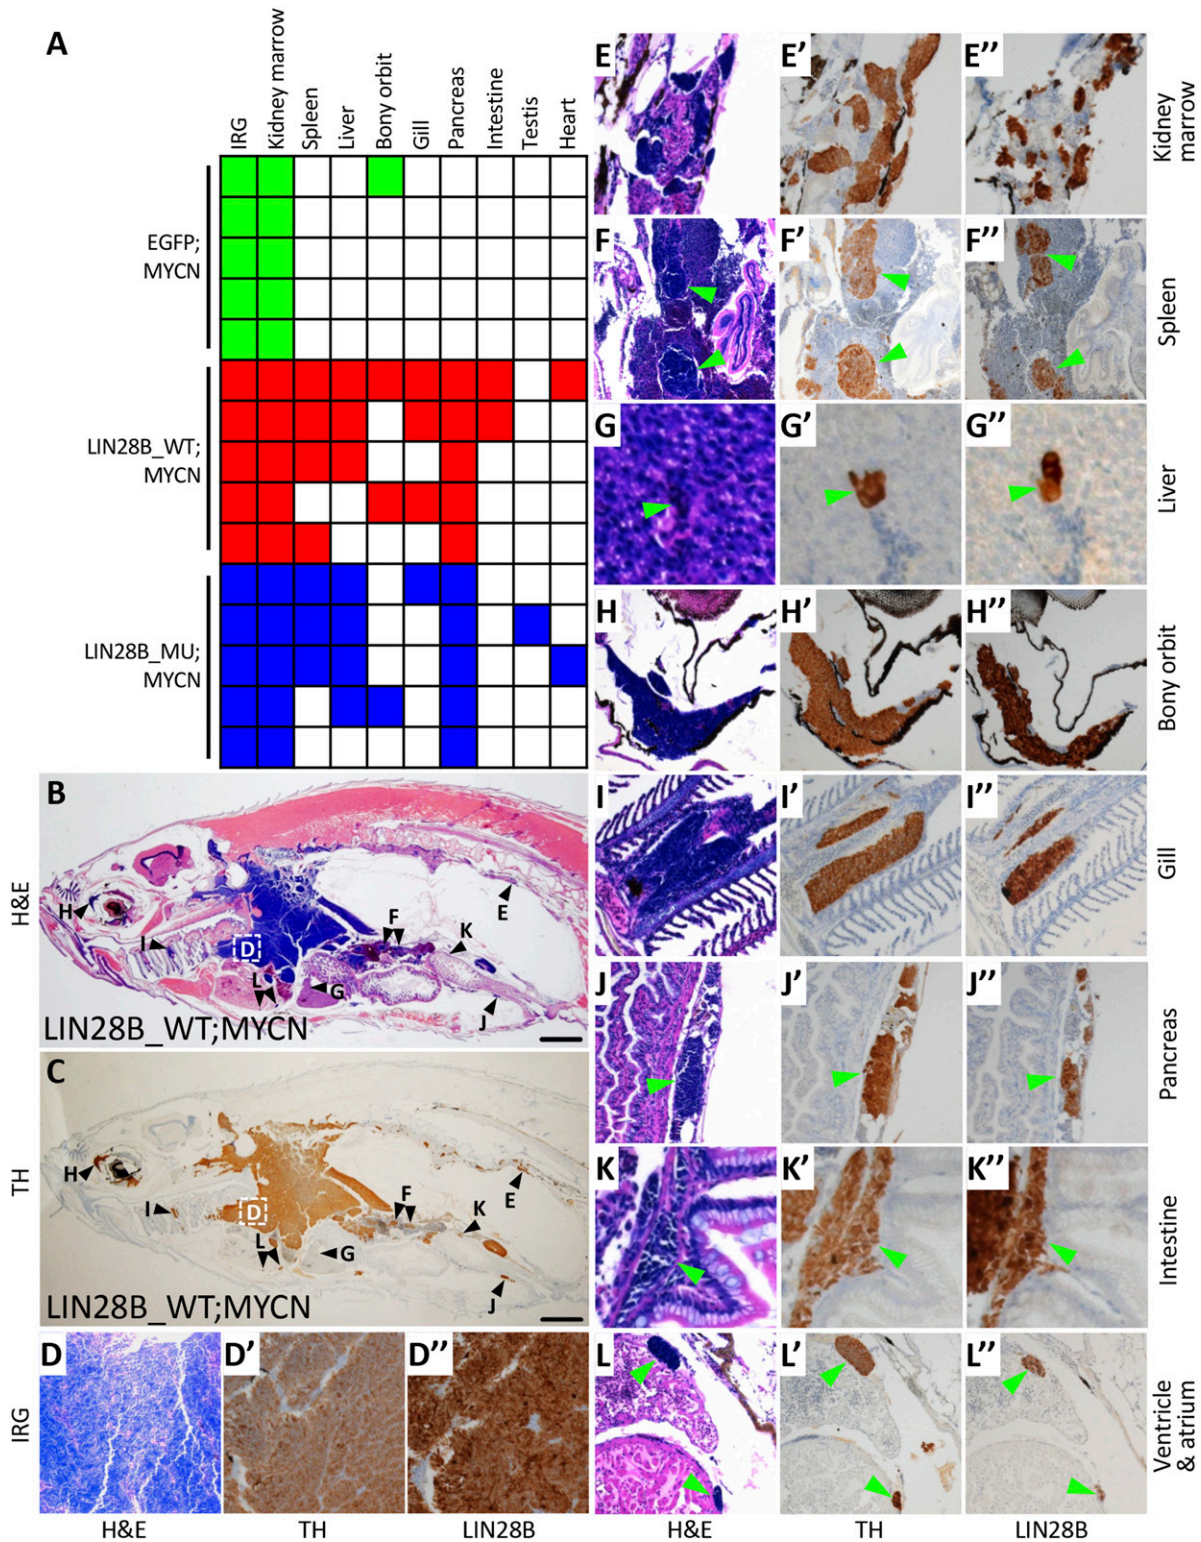 A
IRG
Kidney marrow
Spleen
Liver
Bony orbit
Gill
Pancreas
Intestine
Testis
Heart
EGFP;
MYCN
LIN28B_WT;
MYCN
LIN28B_MU;
MYCN
B
H&E
H
I
D
L
G
F
K
E
J
LIN28B_WT;MYCN
C
TH
H
I
D
L
G
F
K
E
J
LIN28B_WT;MYCN
IRG
D
D'
D''
H&E
TH
LIN28B
E
E'
E''
Kidney
marrow
F
F'
F''
Spleen
G
G'
G''
Liver
H
H'
H''
Bony orbit
I
I'
I''
Gill
J
J'
J''
Pancreas
K
K'
K''
Intestine
L
L'
L''
Ventricle
& atrium
H&E
TH
LIN28B